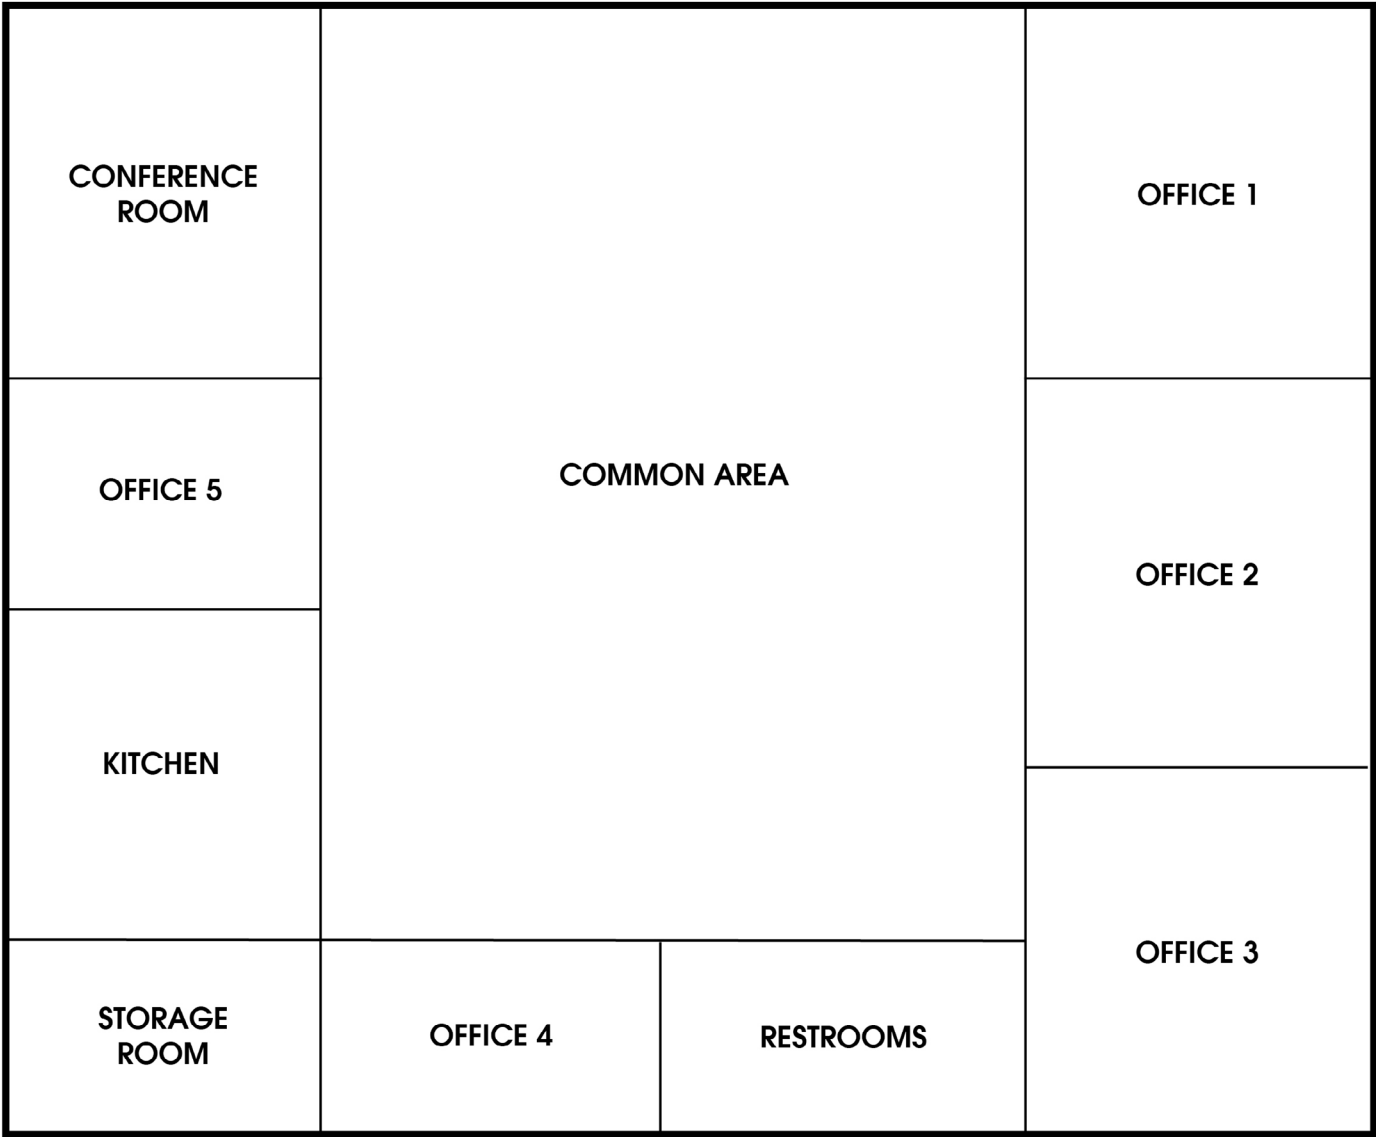 CONFERENCE
ROOM
OFFICE 1
COMMON AREA
OFFICE 5
OFFICE 2
KITCHEN
OFFICE 3
STORAGE
ROOM
OFFICE 4
RESTROOMS